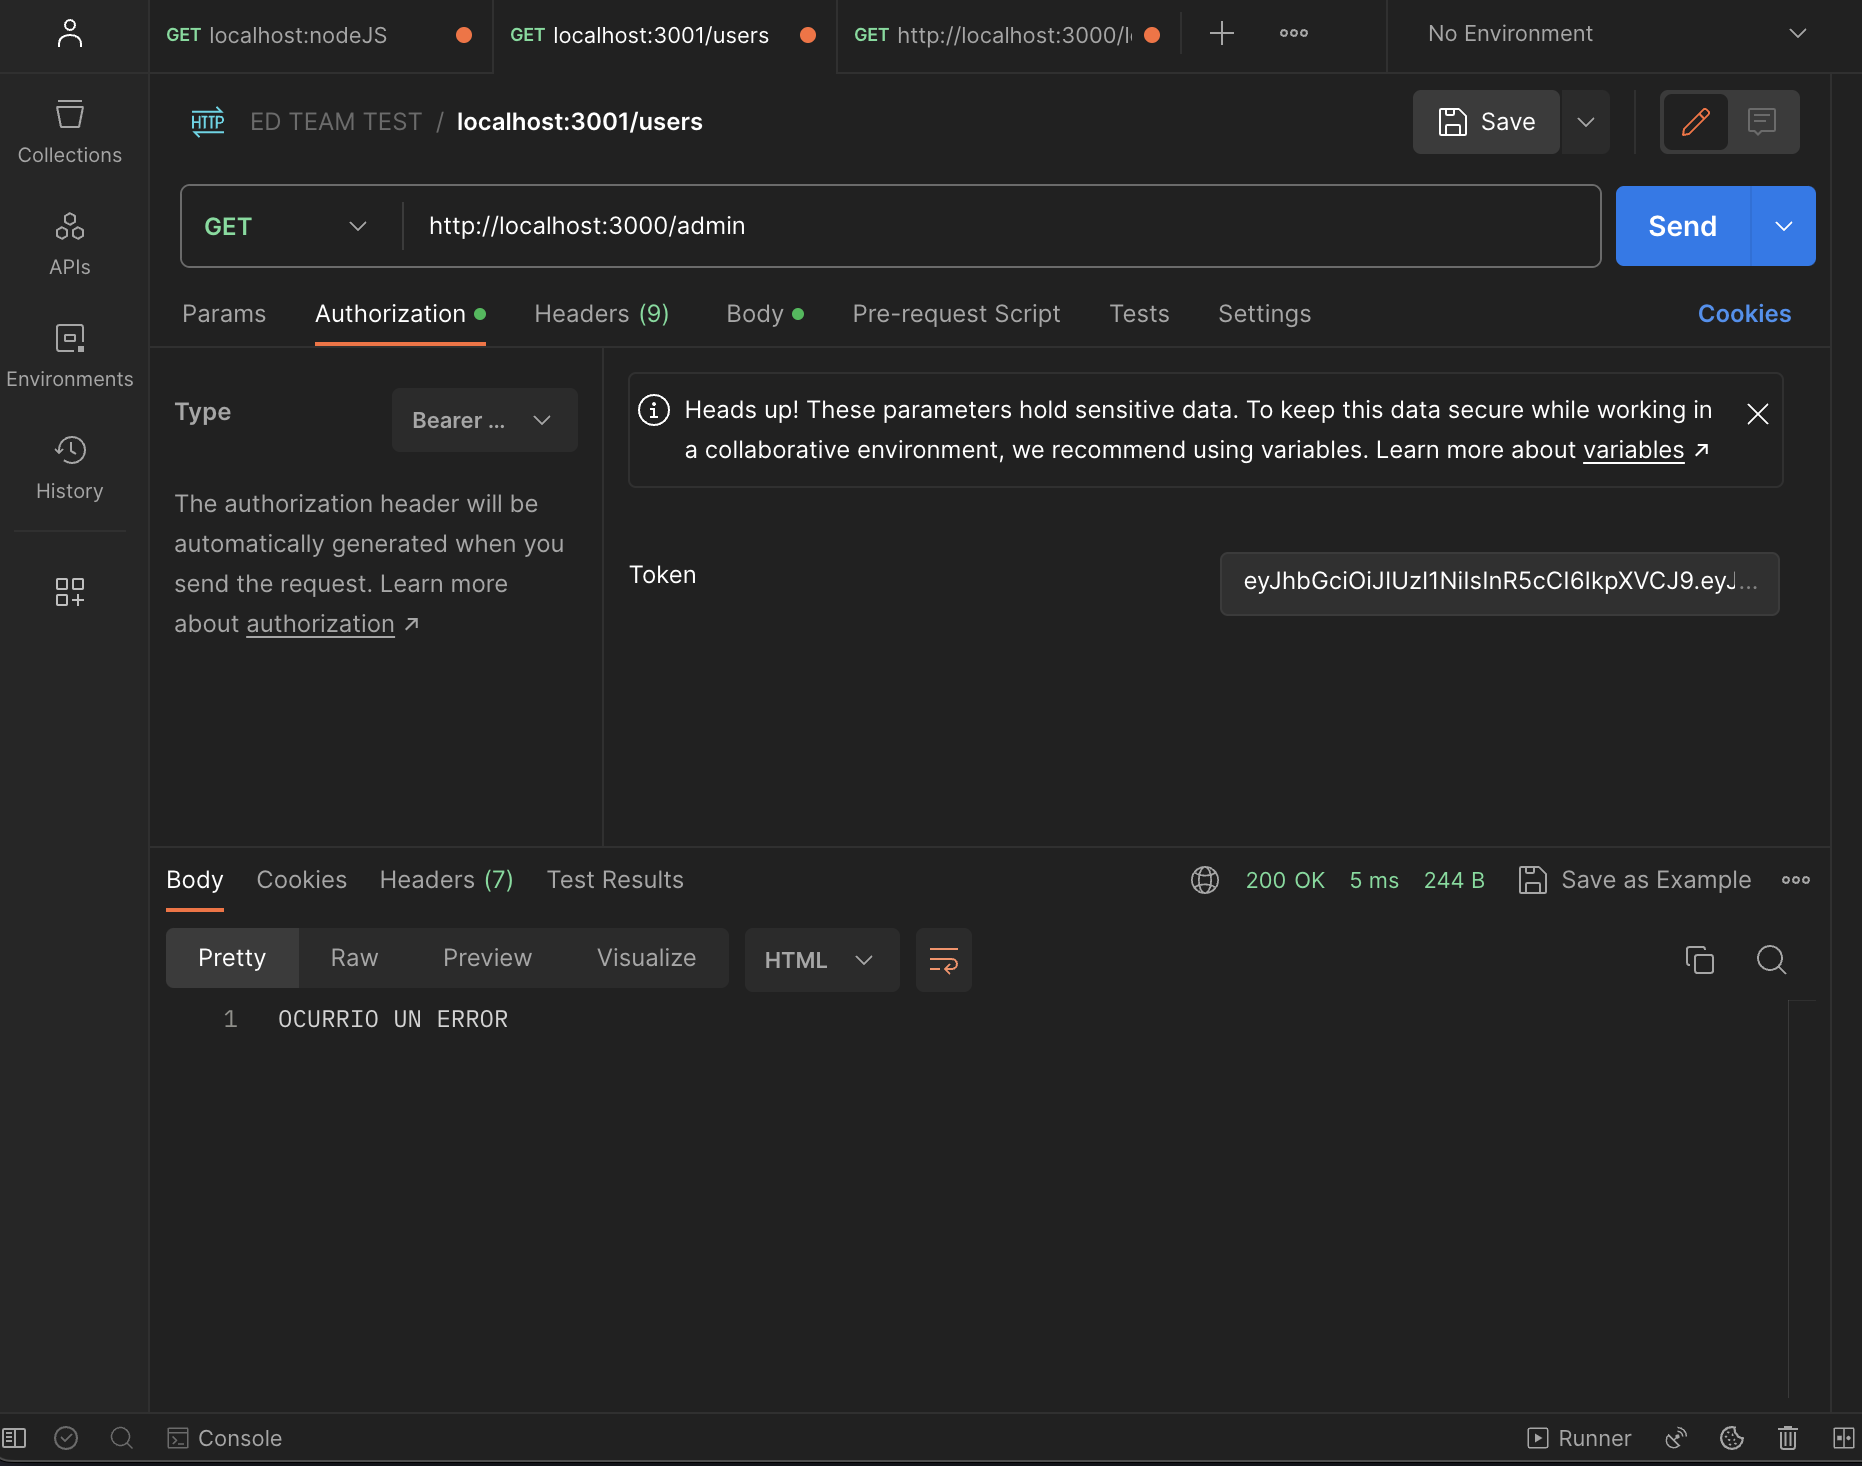 GET localhost:nodeJS
GET localhost:3001/users
GET http://localhost:3000/l
No Environment
HTTP ED TEAM TEST / localhost:3001/users
Save
Collections
APIs
Environments
History
GET http://localhost:3000/admin
Send
Params Authorization Headers (9) Body Pre-request Script Tests Settings Cookies
Type Bearer ...
The authorization header will be
automatically generated when you
send the request. Learn more
about authorization ↗
Heads up! These parameters hold sensitive data. To keep this data secure while working in
a collaborative environment, we recommend using variables. Learn more about variables ↗
Token eyJhbGciOiJIUzI1NiIsInR5cCI6IkpXVCJ9.eyJ...
Body Cookies Headers (7) Test Results 200 OK 5 ms 244 B Save as Example
Pretty Raw Preview Visualize HTML
1 OCURRIO UN ERROR
Console Runner